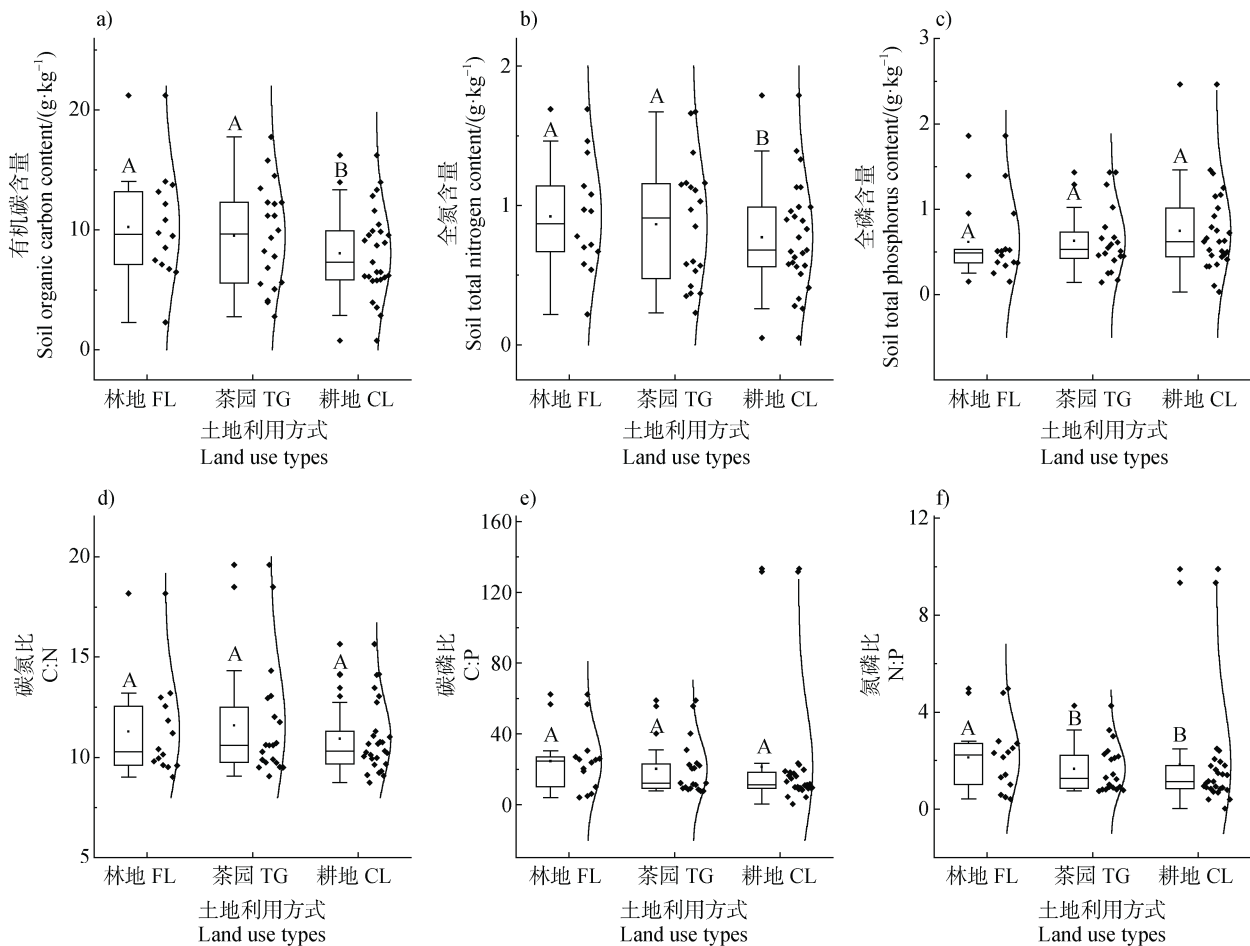 a)
有机碳含量
Soil organic carbon content/(g·kg⁻¹)
20
10
0
A
A
B
林地 FL
茶园 TG
耕地 CL
土地利用方式
Land use types
b)
全氮含量
Soil total nitrogen content/(g·kg⁻¹)
2
1
0
A
A
B
林地 FL
茶园 TG
耕地 CL
土地利用方式
Land use types
c)
全磷含量
Soil total phosphorus content/(g·kg⁻¹)
3
2
1
0
A
A
A
林地 FL
茶园 TG
耕地 CL
土地利用方式
Land use types
d)
碳氮比
C:N
20
15
10
5
A
A
A
林地 FL
茶园 TG
耕地 CL
土地利用方式
Land use types
e)
碳磷比
C:P
160
120
80
40
0
A
A
A
林地 FL
茶园 TG
耕地 CL
土地利用方式
Land use types
f)
氮磷比
N:P
12
8
4
0
A
B
B
林地 FL
茶园 TG
耕地 CL
土地利用方式
Land use types